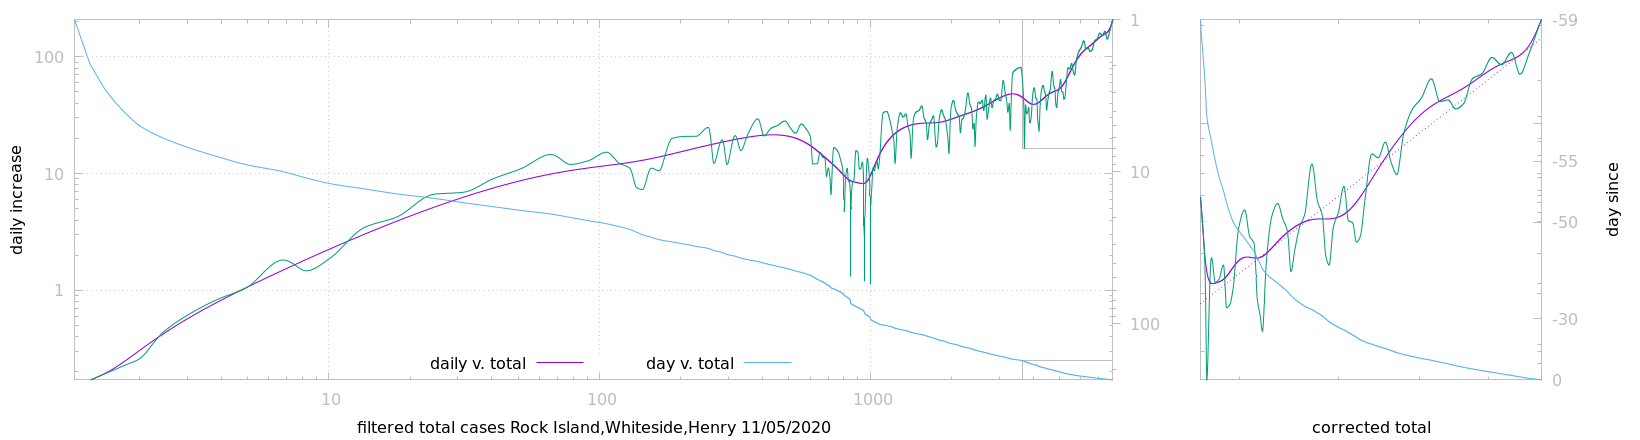 daily increase
100
10
1
10
100
1000
1
10
100
daily v. total
day v. total
filtered total cases Rock Island,Whiteside,Henry 11/05/2020
-59
-55
-50
-30
0
day since
corrected total